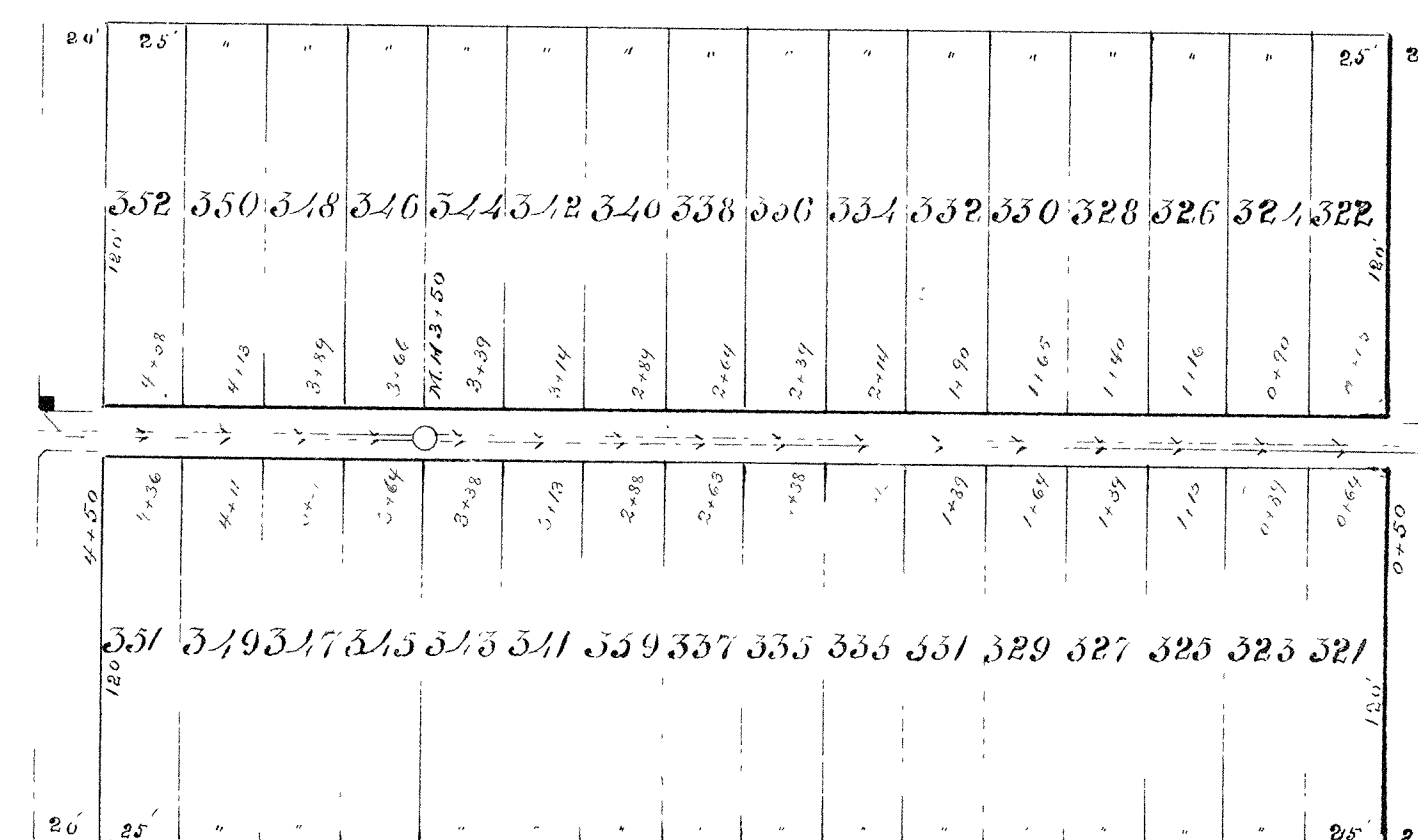 20' 25' " " " " " " " " " " " " " " 25'
352 350 348 346 344 342 340 338 336 334 332 330 328 326 324 322
120' 120'
M.H 3+50
4+38 4+13 3+89 3+66 3+39 3+14 2+89 2+64 2+39 2+14 1+90 1+65 1+40 1+16 0+90
4+36 4+11 3+64 3+38 3+13 2+88 2+63 2+38 1+89 1+64 1+39 1+15 0+89 0+64
4+50 0+50
351 349 347 345 343 341 339 337 335 333 331 329 327 325 323 321
120 120'
20' 25' " " " " " " " " " " " " " 25'